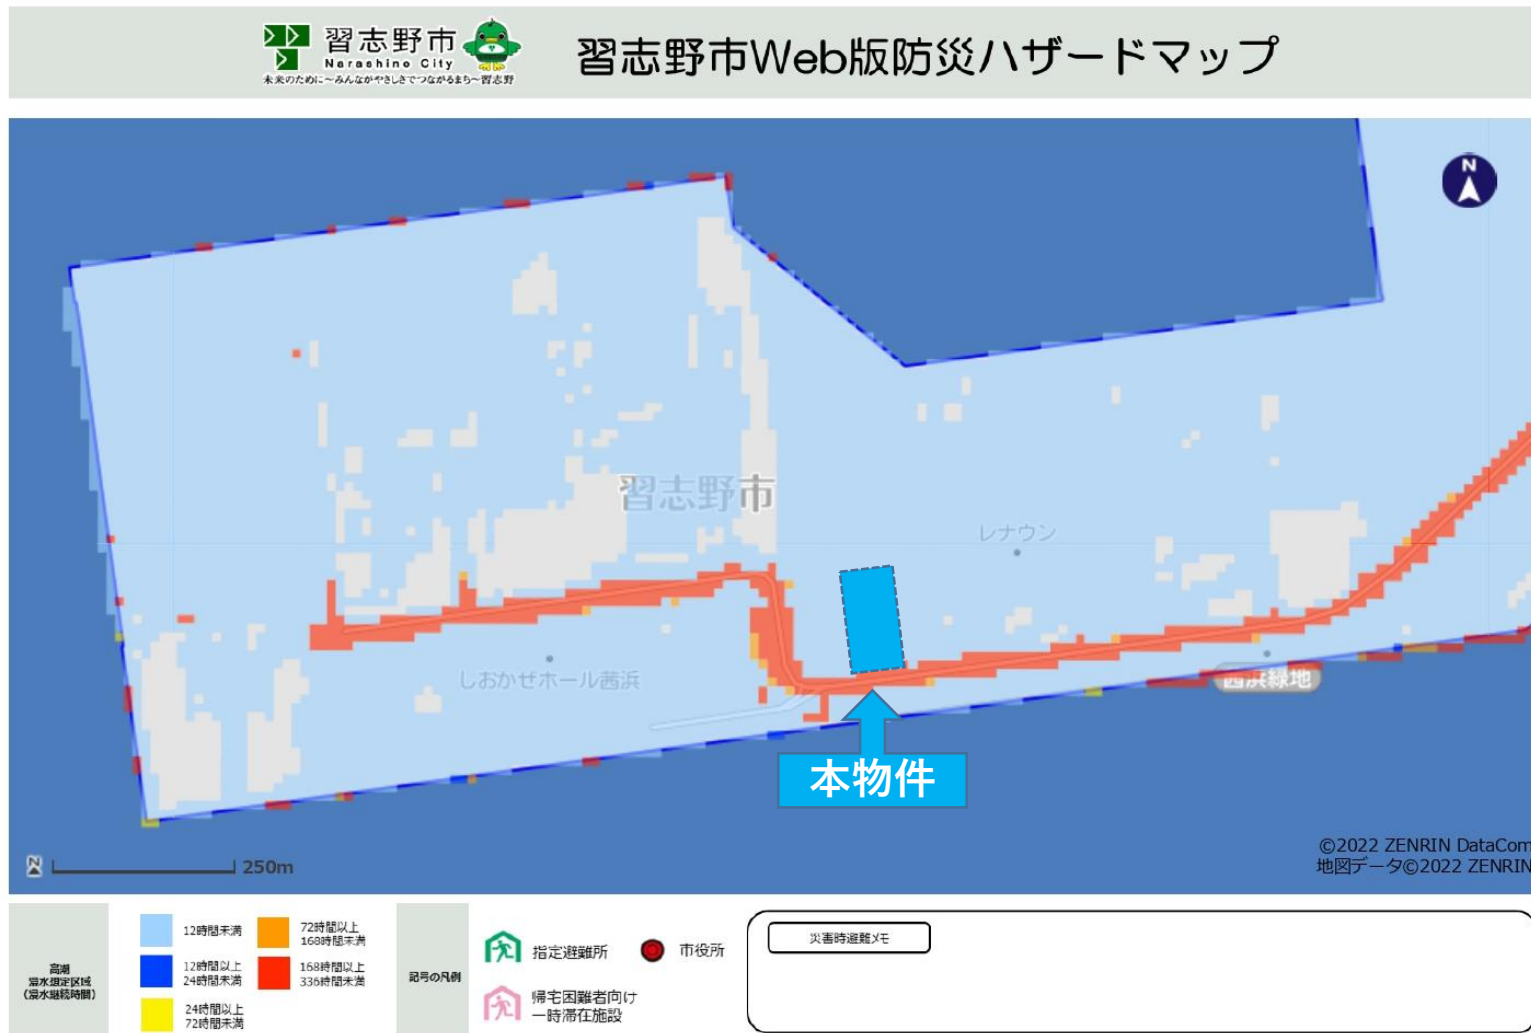 習志野市
Narashino City
未来のために～みんながやさしさでつながるまち～習志野
習志野市Web版防災ハザードマップ
N
習志野市
レナウン
しおかぜホール茜浜
茜浜緑地
本物件
©2022 ZENRIN DataCom
地図データ©2022 ZENRIN
N
250m
高潮
浸水想定区域
（浸水継続時間）
12時間未満
12時間以上
24時間未満
24時間以上
72時間未満
72時間以上
168時間未満
168時間以上
336時間未満
記号の凡例
指定避難所
市役所
帰宅困難者向け
一時滞在施設
災害時避難メモ